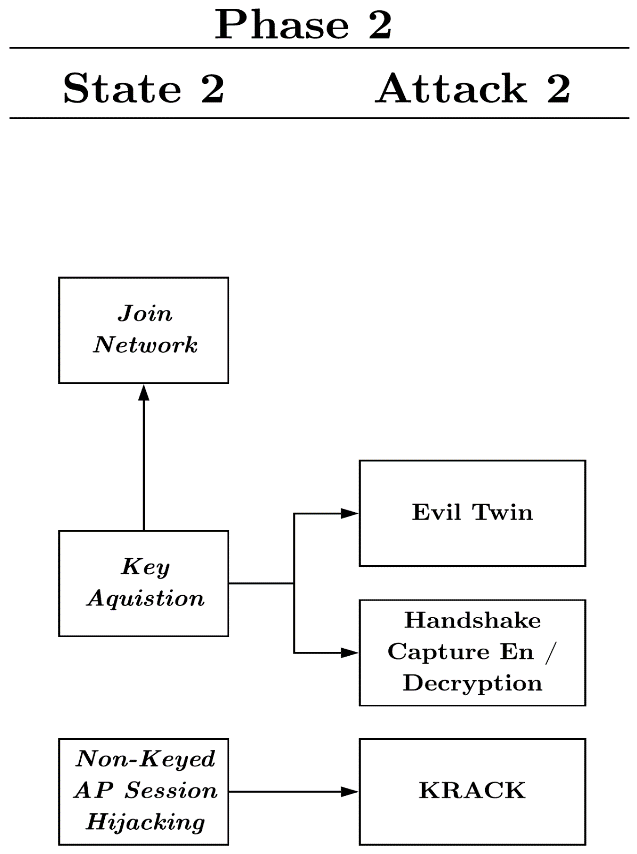 Phase 2
State 2
Attack 2
Join
Network
Key
Aquistion
Evil Twin
Handshake
Capture En /
Decryption
Non-Keyed
AP Session
Hijacking
KRACK